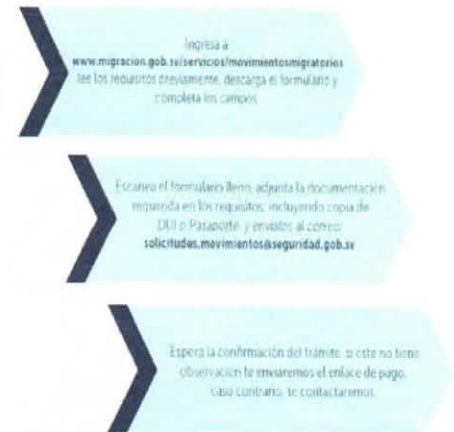 Ingresa a
www.migracion.gob.sv/servicios/movimientosmigratorios
lee los requisitos previamente, descarga el formulario y
completa los campos.
Escanea el formulario lleno, adjunta la documentación
requerida en los requisitos, incluyendo copia de
DUI o Pasaporte y envíalos al correo:
solicitudes.movimientos@seguridad.gob.sv
Espera la confirmación del trámite, si este no tiene
observación te enviaremos el enlace de pago,
caso contrario, te contactaremos.